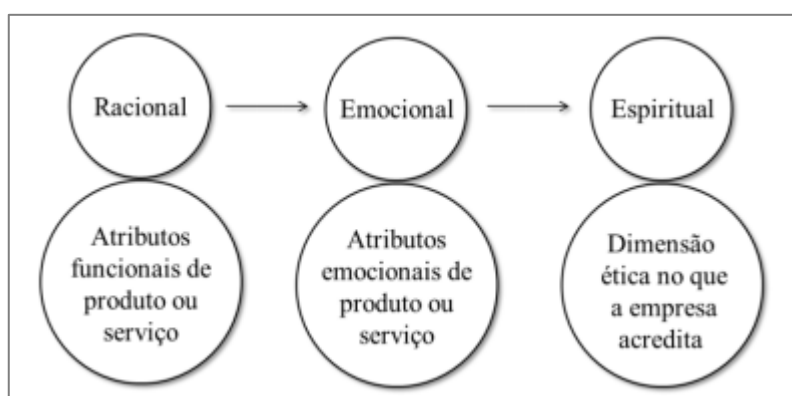 Racional
Emocional
Espiritual
Atributos
funcionais de
produto ou
serviço
Atributos
emocionais de
produto ou
serviço
Dimensão
ética no que
a empresa
acredita